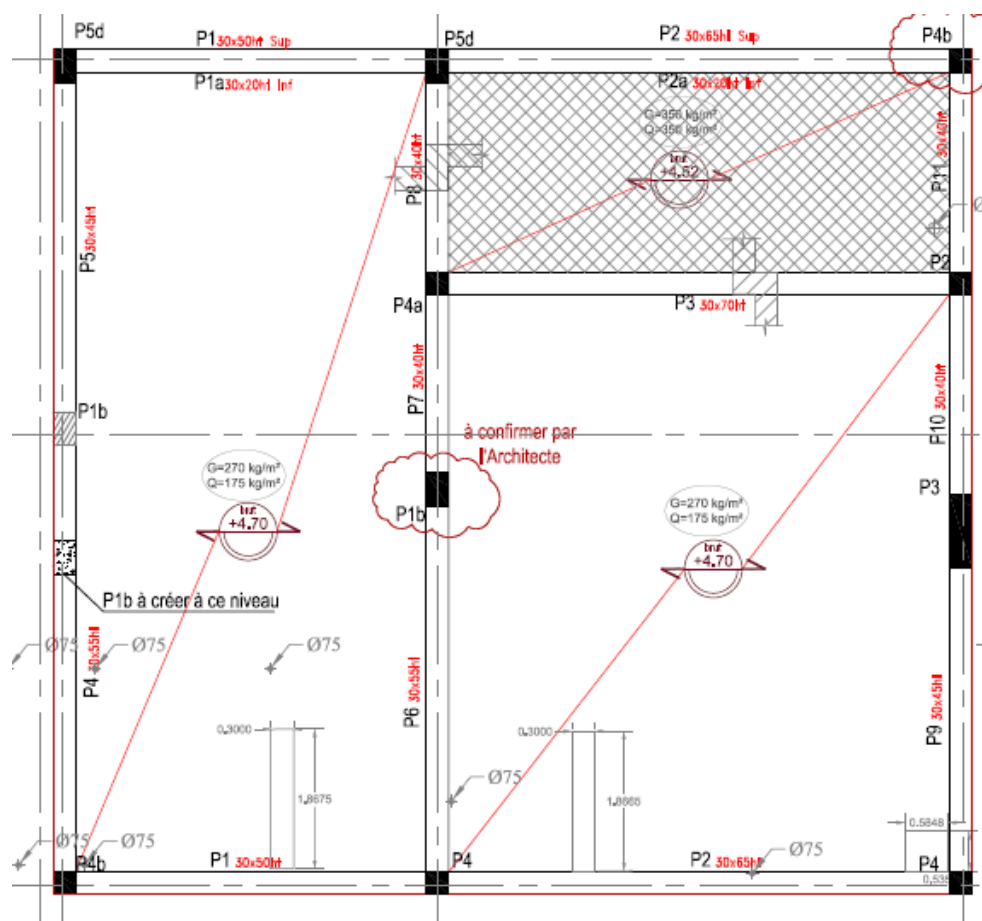 P5d
P1 30x50ht Sup
P5d
P2 30x65ht Sup
P4b
P1a 30x20ht Inf
P2a 30x20ht Inf
G=350 kg/m²
Q=350 kg/m²
brut
+4.52
P8 30x40ht
P11 30x40ht
Ø
P5 30x45ht
P2
P4a
P3 30x70ht
P7 30x40ht
P10 30x40ht
P1b
à confirmer par
l'Architecte
G=270 kg/m²
Q=175 kg/m²
brut
+4.70
P1b
P3
G=270 kg/m²
Q=175 kg/m²
brut
+4.70
P1b à créer à ce niveau
Ø75
Ø75
Ø75
P4 30x55ht
P6 30x55ht
P9 30x45ht
0.3000
1.8675
0.3000
1.8665
Ø75
0.5848
Ø75
Ø75
P4b
P1 30x50ht
P4
P2 30x65ht
P4
0.535